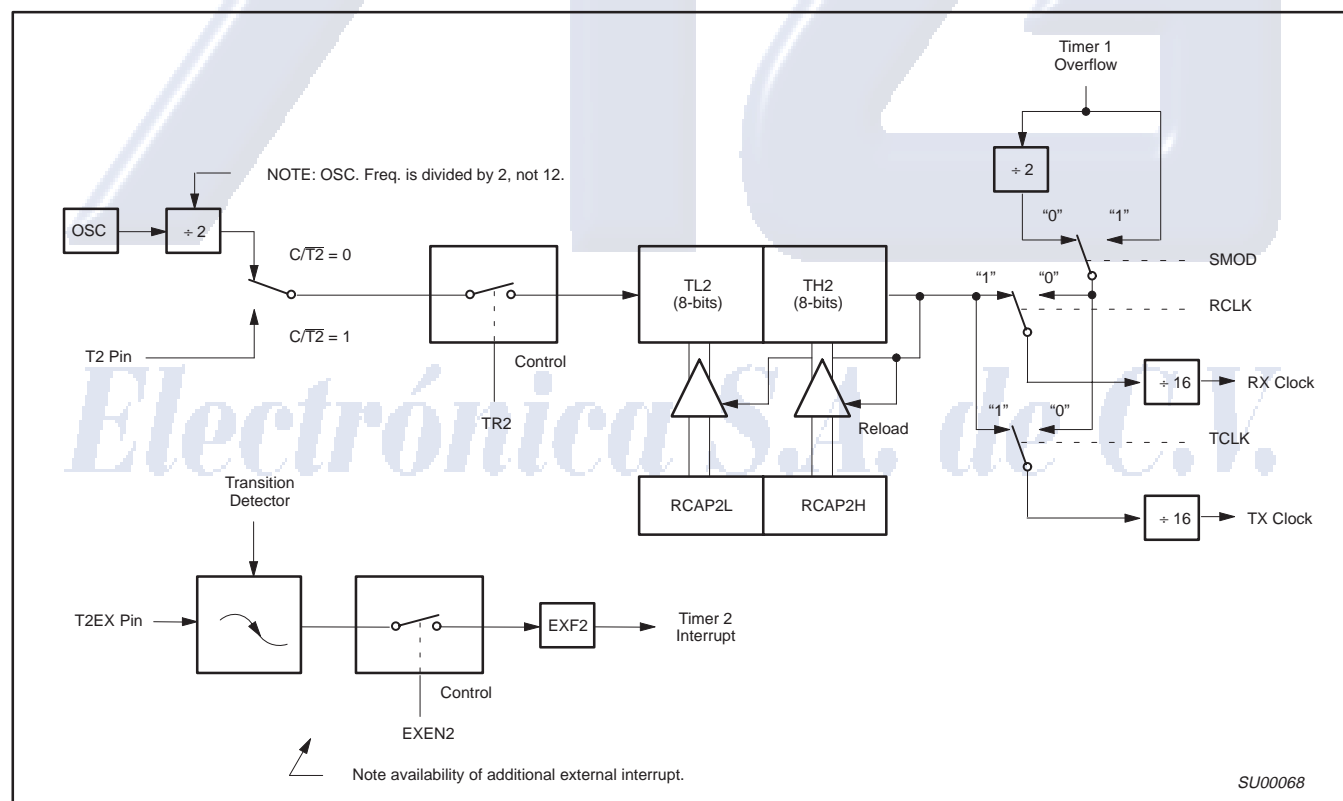 Timer 1
Overflow
÷ 2
NOTE: OSC. Freq. is divided by 2, not 12.
"0"
"1"
OSC
÷ 2
C/T2 = 0
SMOD
TL2
(8-bits)
TH2
(8-bits)
"1"
"0"
RCLK
C/T2 = 1
T2 Pin
Control
÷ 16
RX Clock
TR2
Reload
"1"
"0"
TCLK
Electrónica S.A. de C.V.
Transition
Detector
RCAP2L
RCAP2H
÷ 16
TX Clock
T2EX Pin
EXF2
Timer 2
Interrupt
Control
EXEN2
Note availability of additional external interrupt.
SU00068